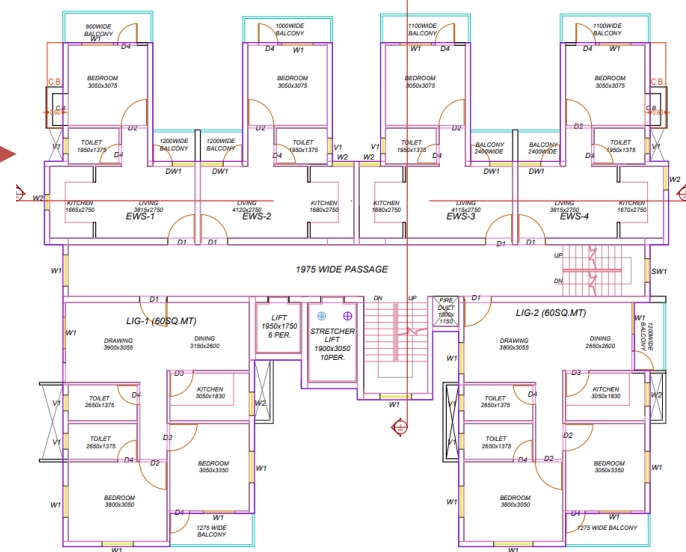 900WIDE
BALCONY
W1
D4
1000WIDE
BALCONY
D4
W1
1100WIDE
BALCONY
W1
D4
1100WIDE
BALCONY
D4
W1
C.B.
BEDROOM
3050x3075
BEDROOM
3050x3075
BEDROOM
3050x3075
BEDROOM
3050x3075
C.B.
C.B.
D2
D2
D2
V1
TOILET
1950x1375
D4
1200WIDE
BALCONY
1200WIDE
BALCONY
D4
TOILET
1950x1375
V1
W2
V1
W2
TOILET
1950x1375
D4
BALCONY
2400WIDE
BALCONY
2400WIDE
D4
TOILET
1950x1375
V1
DW1
DW1
DW1
DW1
W2
W2
KITCHEN
1665x2750
LIVING
3815x2750
EWS-1
LIVING
4120x2750
EWS-2
KITCHEN
1680x2750
KITCHEN
1680x2750
LIVING
4115x2750
EWS-3
LIVING
3815x2750
EWS-4
KITCHEN
1670x2750
D1
D1
D1
D1
W1
1975 WIDE PASSAGE
UP
DN
SW1
D1
LIG-1 (60SQ.MT)
LIFT
1950x1750
6 PER.
STRETCHER
LIFT
1900x3050
10PER.
DN
UP
FIRE
DUCT
1150
D1
LIG-2 (60SQ.MT)
W1
1200WIDE
BALCONY
W1
DRAWING
3900x3055
DINING
3150x2600
W1
DRAWING
3800x3055
DINING
2650x2600
D3
D3
V1
TOILET
2650x1375
D4
KITCHEN
3050x1830
W2
W1
V1
TOILET
2650x1375
D4
KITCHEN
3050x1830
W2
V1
TOILET
2650x1375
D4
D2
D2
V1
TOILET
2650x1375
D4
D2
D2
BEDROOM
3050x3350
W1
BEDROOM
3050x3350
W1
W1
BEDROOM
3800x3050
D4
W1
1275 WIDE
BALCONY
W1
BEDROOM
3800x3050
D4
W1
1275 WIDE BALCONY
W1
W1